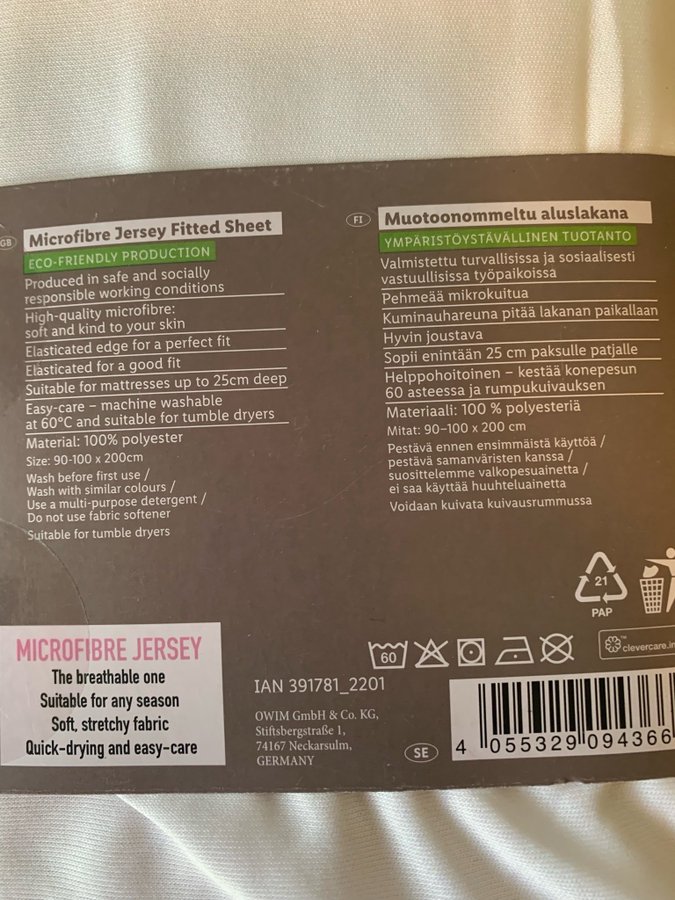 GB
Microfibre Jersey Fitted Sheet
ECO-FRIENDLY PRODUCTION
Produced in safe and socially
responsible working conditions
High-quality microfibre:
soft and kind to your skin
Elasticated edge for a perfect fit
Elasticated for a good fit
Suitable for mattresses up to 25cm deep
Easy-care – machine washable
at 60°C and suitable for tumble dryers
Material: 100% polyester
Size: 90-100 x 200cm
Wash before first use /
Wash with similar colours /
Use a multi-purpose detergent /
Do not use fabric softener
Suitable for tumble dryers
FI
Muotoonommeltu aluslakana
YMPÄRISTÖYSTÄVÄLLINEN TUOTANTO
Valmistettu turvallisissa ja sosiaalisesti
vastuullisissa työpaikoissa
Pehmeää mikrokuitua
Kuminauhareuna pitää lakanan paikallaan
Hyvin joustava
Sopii enintään 25 cm paksulle patjalle
Helppohoitoinen – kestää konepesun
60 asteessa ja rumpukuivauksen
Materiaali: 100 % polyesteriä
Mitat: 90–100 x 200 cm
Pestävä ennen ensimmäistä käyttöä /
pestävä samanväristen kanssa /
suosittelemme valkopesuainetta /
ei saa käyttää huuhteluainetta
Voidaan kuivata kuivausrummussa
21
PAP
MICROFIBRE JERSEY
The breathable one
Suitable for any season
Soft, stretchy fabric
Quick-drying and easy-care
60
clevercare.in
IAN 391781_2201
OWIM GmbH & Co. KG,
Stiftsbergstraße 1,
74167 Neckarsulm,
GERMANY
SE
4 055329 094366